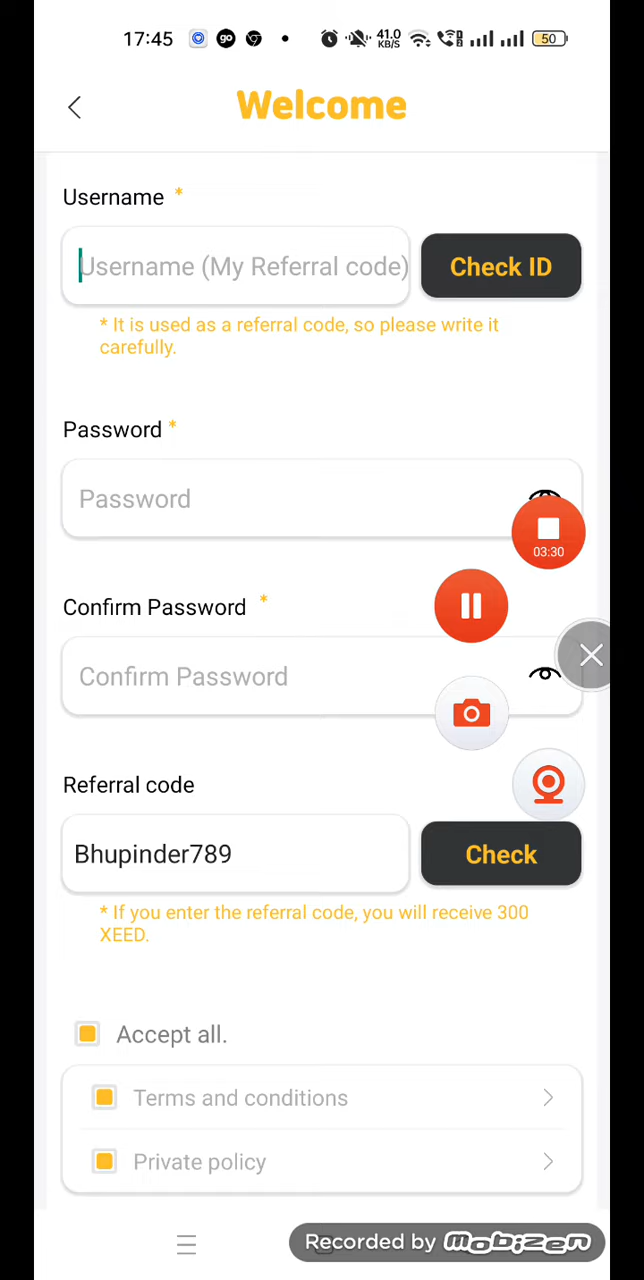 17:45 go 41.0 KB/S 50
Welcome
Username *
Username (My Referral code)
Check ID
* It is used as a referral code, so please write it
carefully.
Password *
Password
03:30
Confirm Password *
Confirm Password
Referral code
Bhupinder789
Check
* If you enter the referral code, you will receive 300
XEED.
Accept all.
Terms and conditions
Private policy
Recorded by mobizen